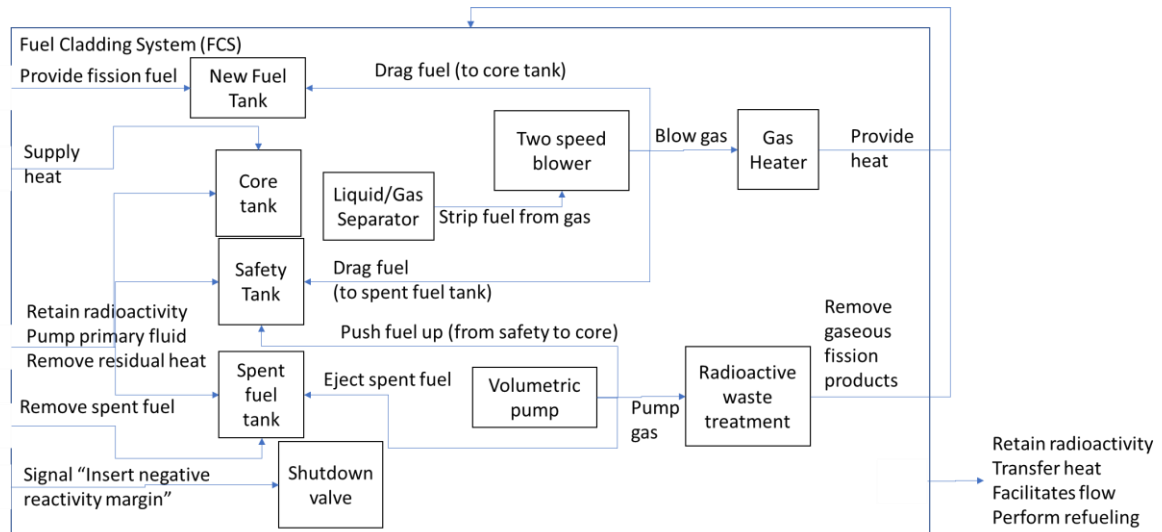 Fuel Cladding System (FCS)
Provide fission fuel
New Fuel
Tank
Drag fuel (to core tank)
Supply
heat
Core
tank
Liquid/Gas
Separator
Strip fuel from gas
Two speed
blower
Blow gas
Gas
Heater
Provide
heat
Safety
Tank
Drag fuel
(to spent fuel tank)
Retain radioactivity
Pump primary fluid
Remove residual heat
Push fuel up (from safety to core)
Remove
gaseous
fission
products
Remove spent fuel
Spent
fuel
tank
Eject spent fuel
Volumetric
pump
Pump
gas
Radioactive
waste
treatment
Signal “Insert negative
reactivity margin”
Shutdown
valve
Retain radioactivity
Transfer heat
Facilitates flow
Perform refueling